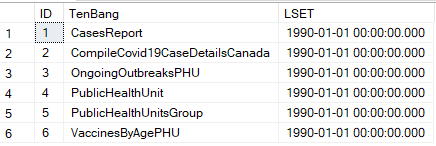 ID TenBang LSET
1 1 CasesReport 1990-01-01 00:00:00.000
2 2 CompileCovid19CaseDetailsCanada 1990-01-01 00:00:00.000
3 3 OngoingOutbreaksPHU 1990-01-01 00:00:00.000
4 4 PublicHealthUnit 1990-01-01 00:00:00.000
5 5 PublicHealthUnitsGroup 1990-01-01 00:00:00.000
6 6 VaccinesByAgePHU 1990-01-01 00:00:00.000